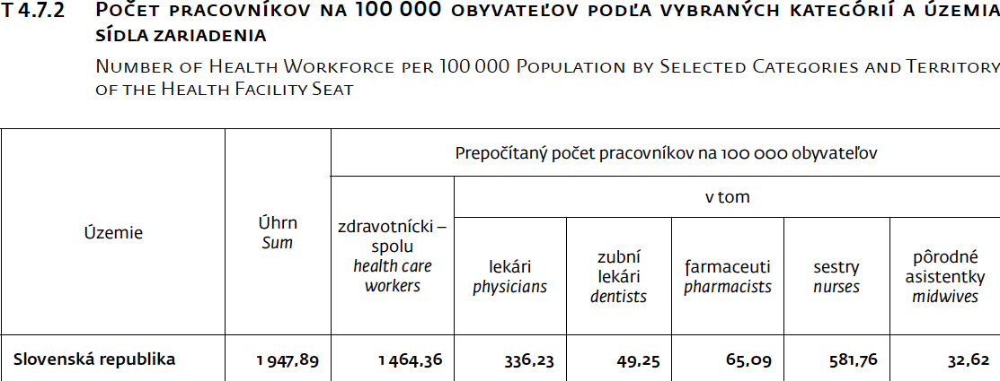 T 4.7.2 Počet pracovníkov na 100 000 obyvateľov podľa vybraných kategórií a územia
sídla zariadenia
Number of Health Workforce per 100 000 Population by Selected Categories and Territory
of the Health Facility Seat
Prepočítaný počet pracovníkov na 100 000 obyvateľov
v tom
Územie
Úhrn
Sum
zdravotnícki –
spolu
health care
workers
lekári
physicians
zubní
lekári
dentists
farmaceuti
pharmacists
sestry
nurses
pôrodné
asistentky
midwives
Slovenská republika 1 947,89 1 464,36 336,23 49,25 65,09 581,76 32,62